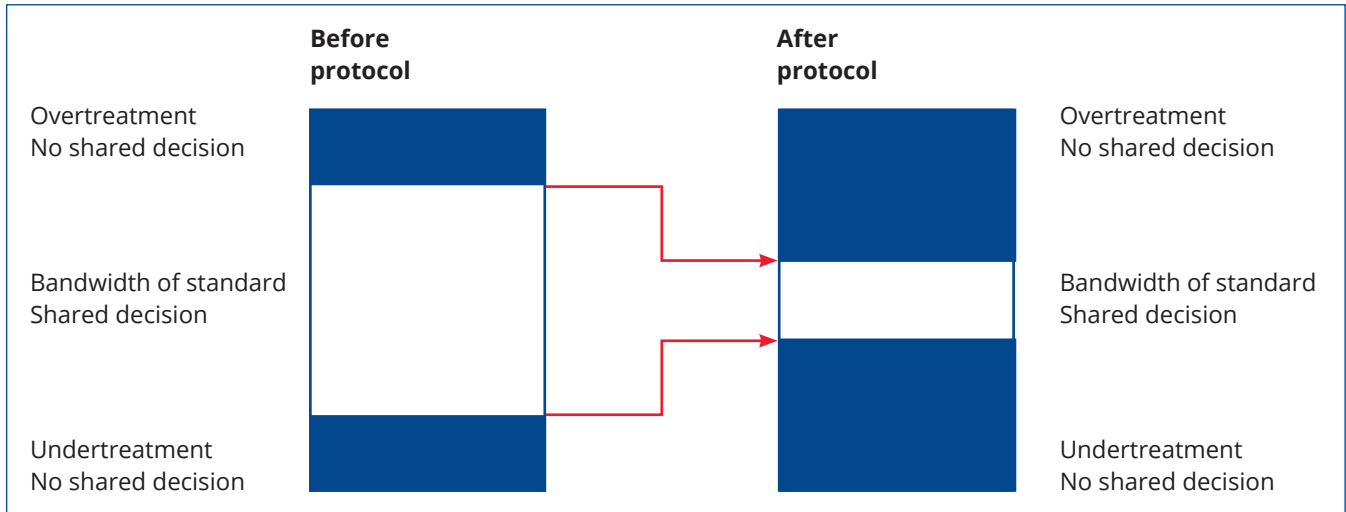 Before
protocol
After
protocol
Overtreatment
No shared decision
Overtreatment
No shared decision
Bandwidth of standard
Shared decision
Bandwidth of standard
Shared decision
Undertreatment
No shared decision
Undertreatment
No shared decision